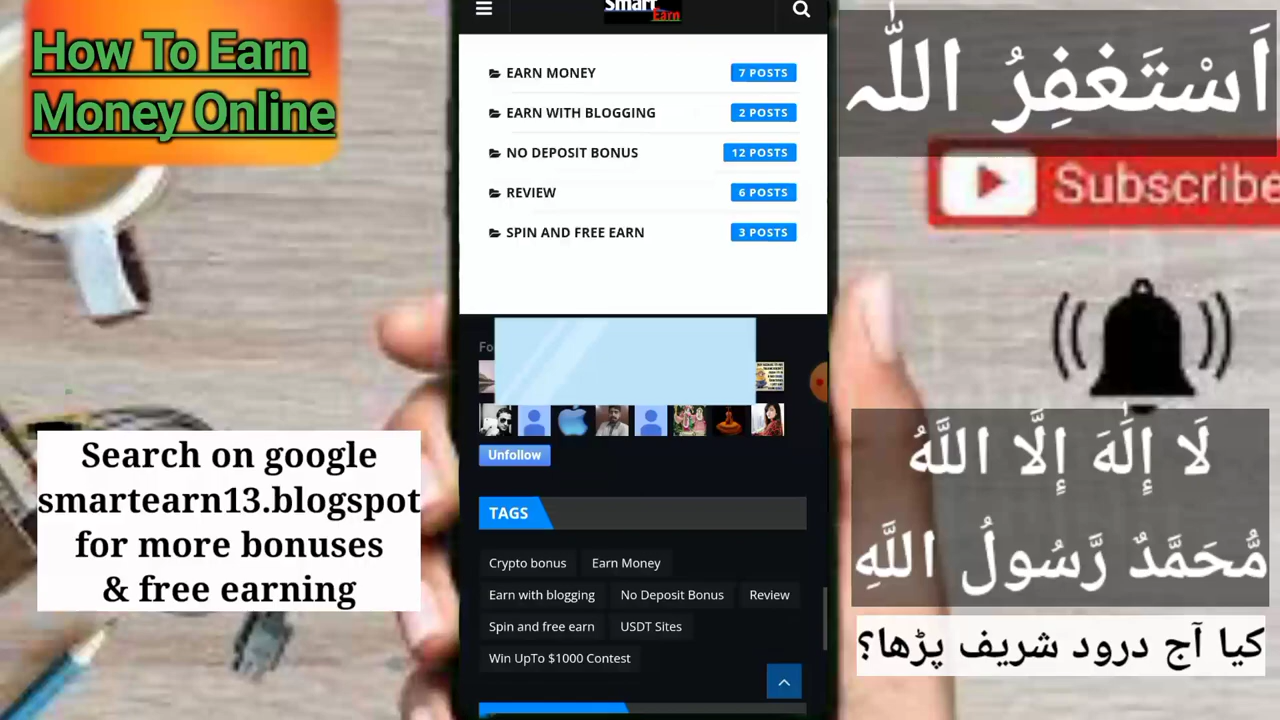 How To Earn
Money Online
Search on google
smartearn13.blogspot
for more bonuses
& free earning
Smart
Earn
EARN MONEY 7 POSTS
EARN WITH BLOGGING 2 POSTS
NO DEPOSIT BONUS 12 POSTS
REVIEW 6 POSTS
SPIN AND FREE EARN 3 POSTS
Unfollow
TAGS
Crypto bonus Earn Money
Earn with blogging No Deposit Bonus Review
Spin and free earn USDT Sites
Win UpTo $1000 Contest
اَسْتَغفِرُ اللّٰہ
Subscribe
لَا إِلٰهَ إِلَّا اللَّهُ
مُّحَمَّدٌ رَّسُولُ اللَّهِ
کیا آج درود شریف پڑھا؟